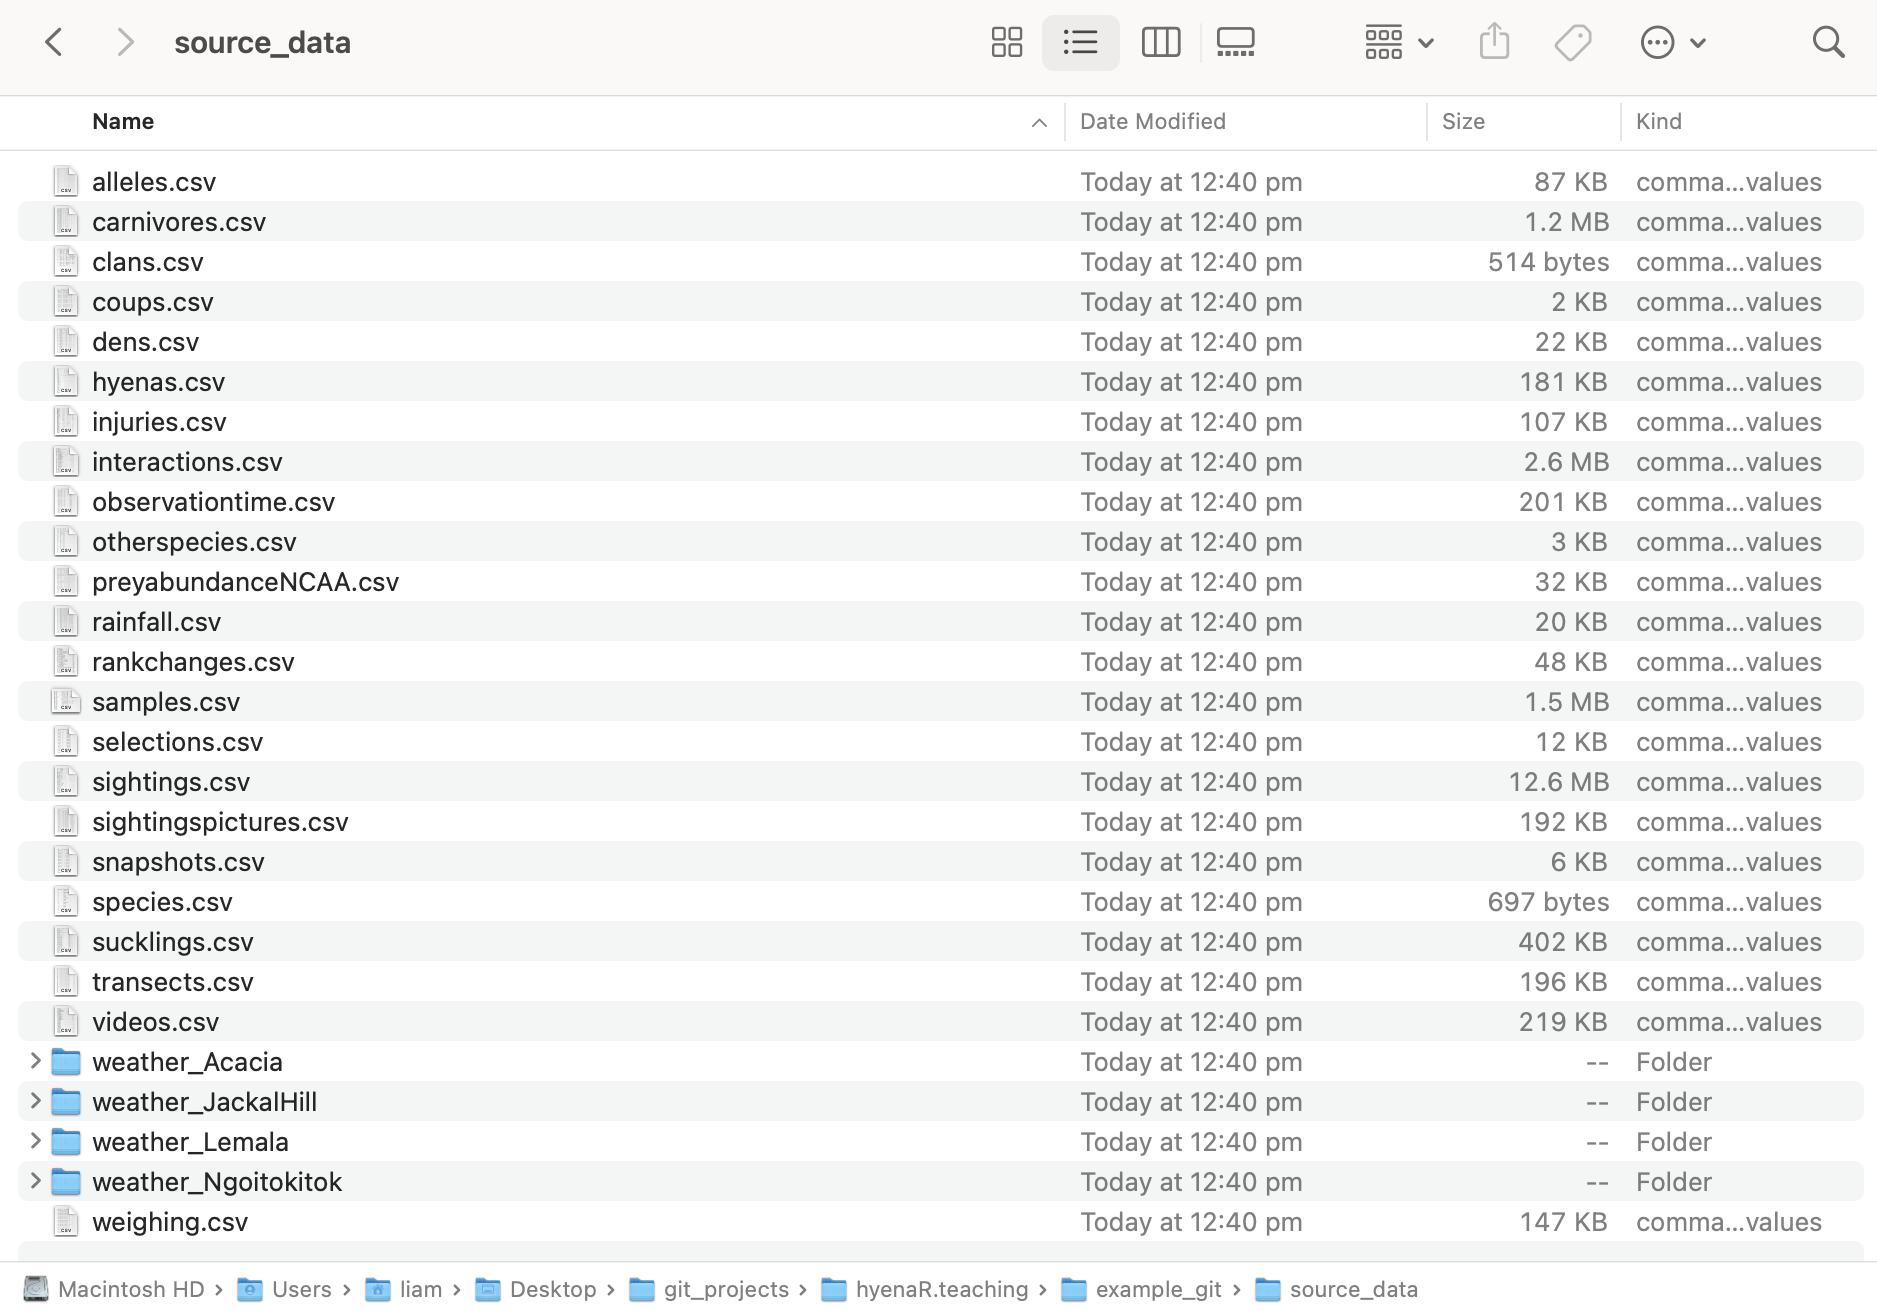 source_data
Name Date Modified Size Kind
alleles.csv Today at 12:40 pm 87 KB comma...values
carnivores.csv Today at 12:40 pm 1.2 MB comma...values
clans.csv Today at 12:40 pm 514 bytes comma...values
coups.csv Today at 12:40 pm 2 KB comma...values
dens.csv Today at 12:40 pm 22 KB comma...values
hyenas.csv Today at 12:40 pm 181 KB comma...values
injuries.csv Today at 12:40 pm 107 KB comma...values
interactions.csv Today at 12:40 pm 2.6 MB comma...values
observationtime.csv Today at 12:40 pm 201 KB comma...values
otherspecies.csv Today at 12:40 pm 3 KB comma...values
preyabundanceNCAA.csv Today at 12:40 pm 32 KB comma...values
rainfall.csv Today at 12:40 pm 20 KB comma...values
rankchanges.csv Today at 12:40 pm 48 KB comma...values
samples.csv Today at 12:40 pm 1.5 MB comma...values
selections.csv Today at 12:40 pm 12 KB comma...values
sightings.csv Today at 12:40 pm 12.6 MB comma...values
sightingspictures.csv Today at 12:40 pm 192 KB comma...values
snapshots.csv Today at 12:40 pm 6 KB comma...values
species.csv Today at 12:40 pm 697 bytes comma...values
sucklings.csv Today at 12:40 pm 402 KB comma...values
transects.csv Today at 12:40 pm 196 KB comma...values
videos.csv Today at 12:40 pm 219 KB comma...values
weather_Acacia Today at 12:40 pm -- Folder
weather_JackalHill Today at 12:40 pm -- Folder
weather_Lemala Today at 12:40 pm -- Folder
weather_Ngoitokitok Today at 12:40 pm -- Folder
weighing.csv Today at 12:40 pm 147 KB comma...values
Macintosh HD › Users › liam › Desktop › git_projects › hyenaR.teaching › example_git › source_data